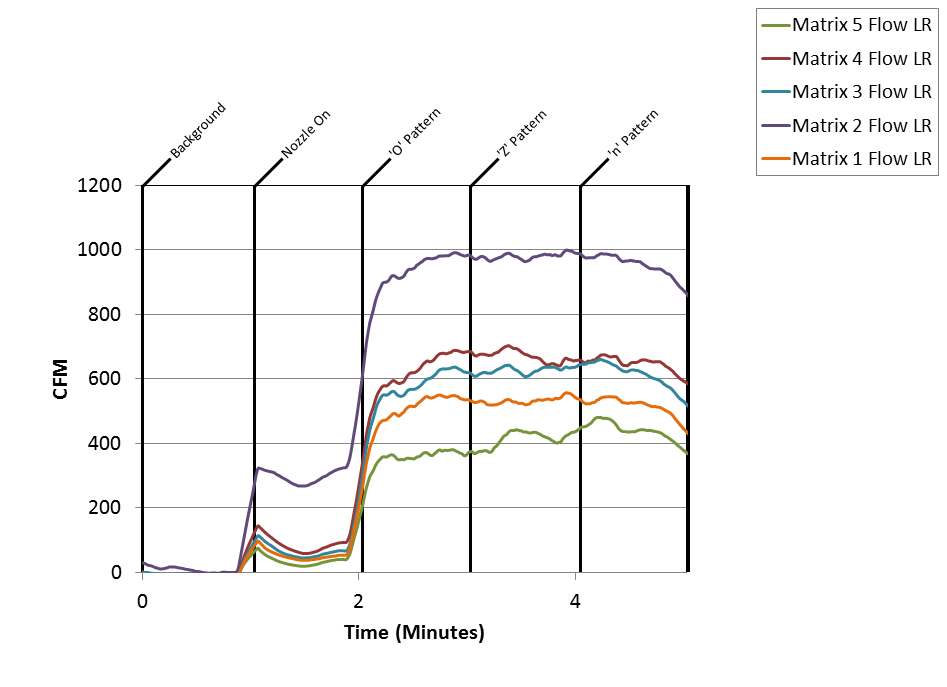 Matrix 5 Flow LR
Matrix 4 Flow LR
Matrix 3 Flow LR
Matrix 2 Flow LR
Matrix 1 Flow LR
Background
Nozzle On
'O' Pattern
'Z' Pattern
'n' Pattern
1200
1000
800
600
400
200
0
CFM
0 2 4
Time (Minutes)